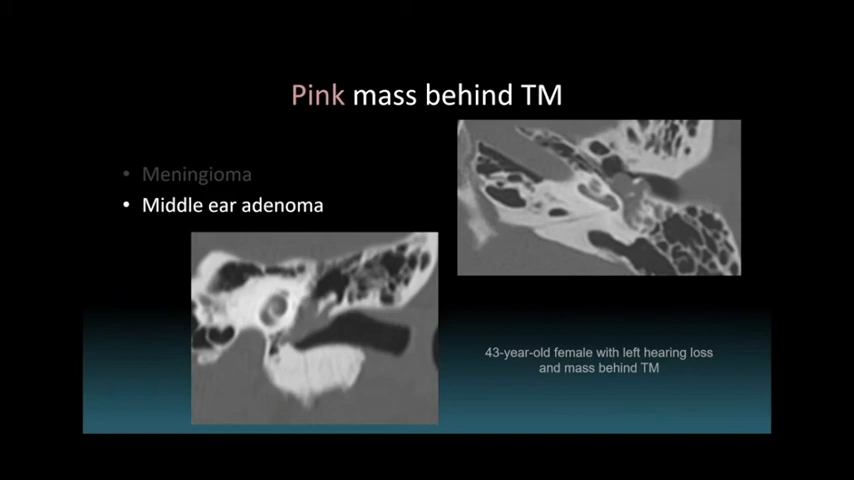 Pink mass behind TM
• Meningioma
• Middle ear adenoma
43-year-old female with left hearing loss
and mass behind TM